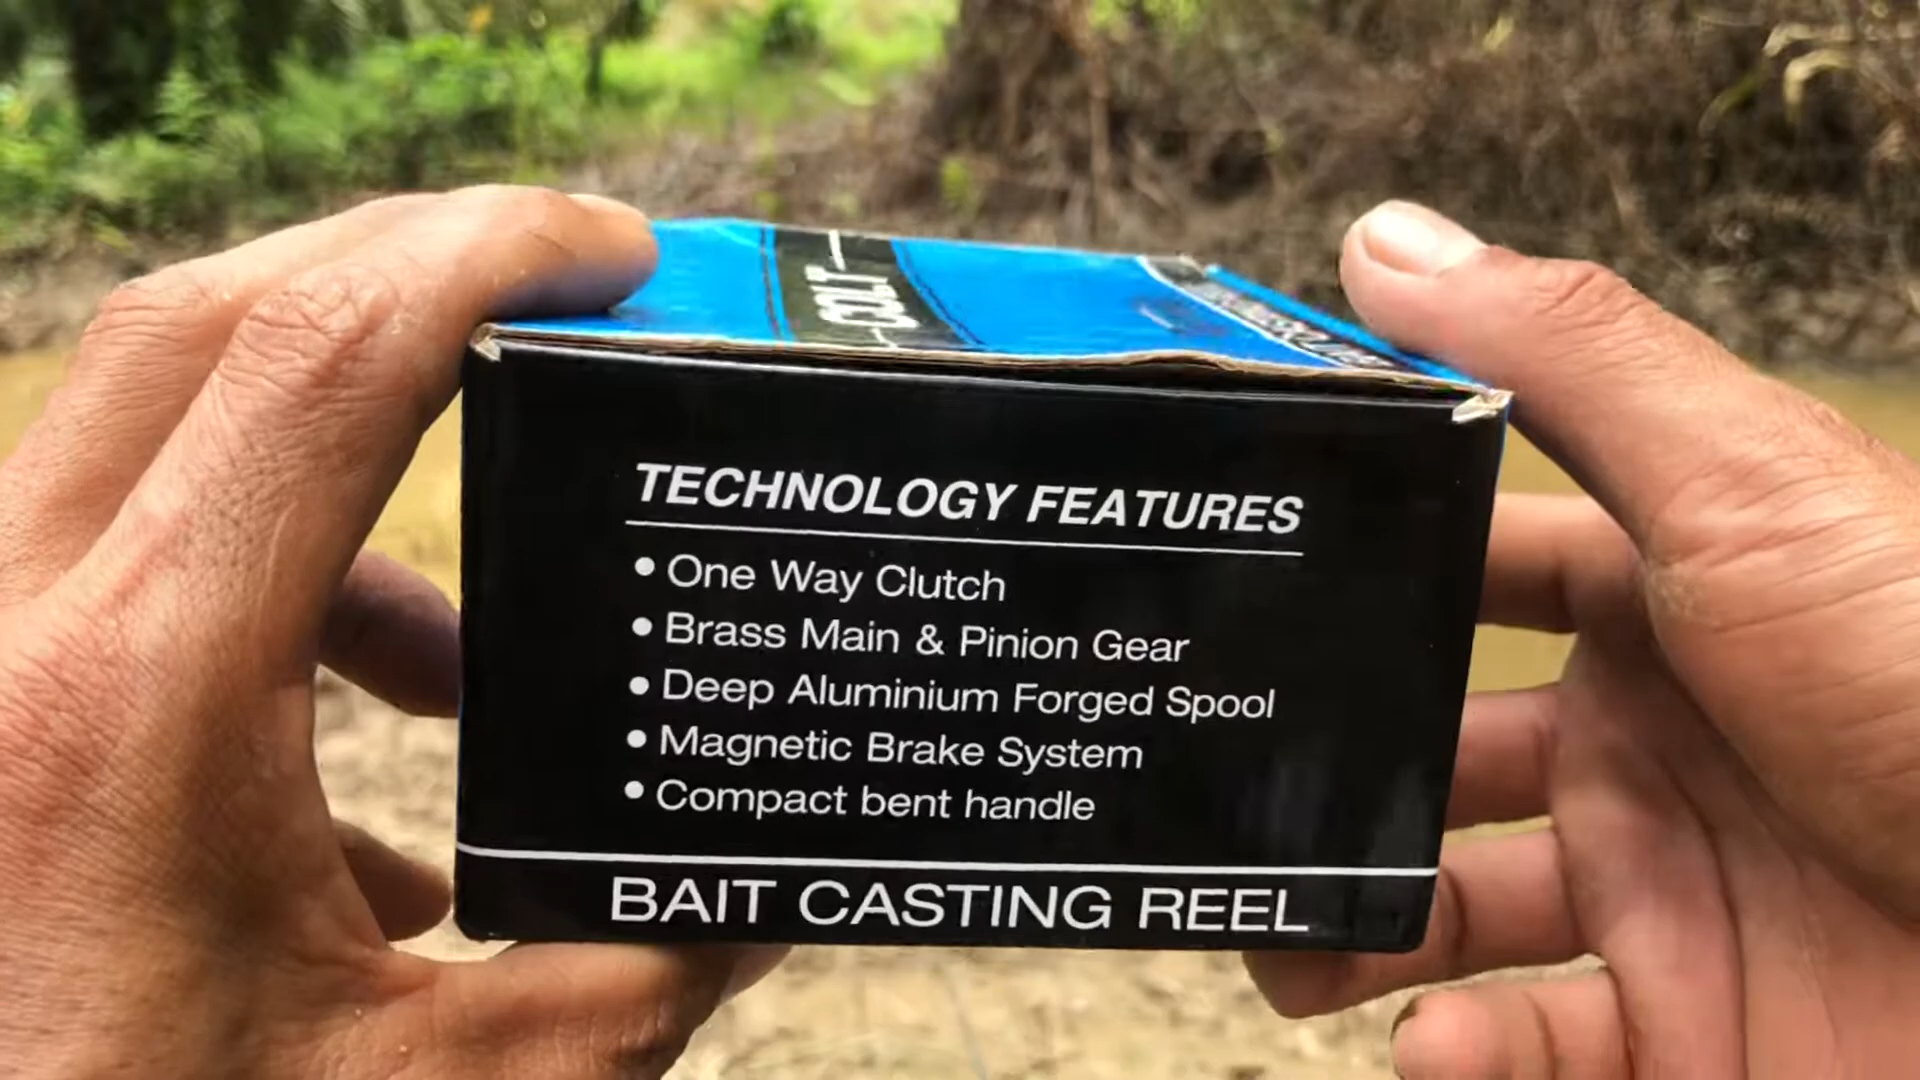 COLT
TECHNOLOGY FEATURES
• One Way Clutch
• Brass Main & Pinion Gear
• Deep Aluminium Forged Spool
• Magnetic Brake System
• Compact bent handle
BAIT CASTING REEL